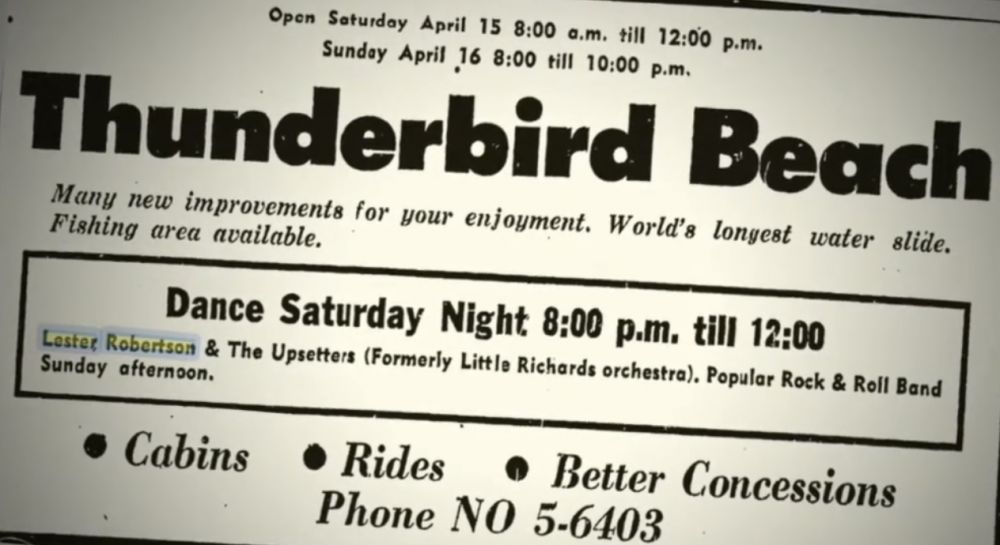 Open Saturday April 15 8:00 a.m. till 12:00 p.m.
Sunday April 16 8:00 till 10:00 p.m.
Thunderbird Beach
Many new improvements for your enjoyment. World's longest water slide.
Fishing area available.
Dance Saturday Night 8:00 p.m. till 12:00
Lester Robertson & The Upsetters (Formerly Little Richards orchestra). Popular Rock & Roll Band
Sunday afternoon.
● Cabins ● Rides ● Better Concessions
Phone NO 5-6403